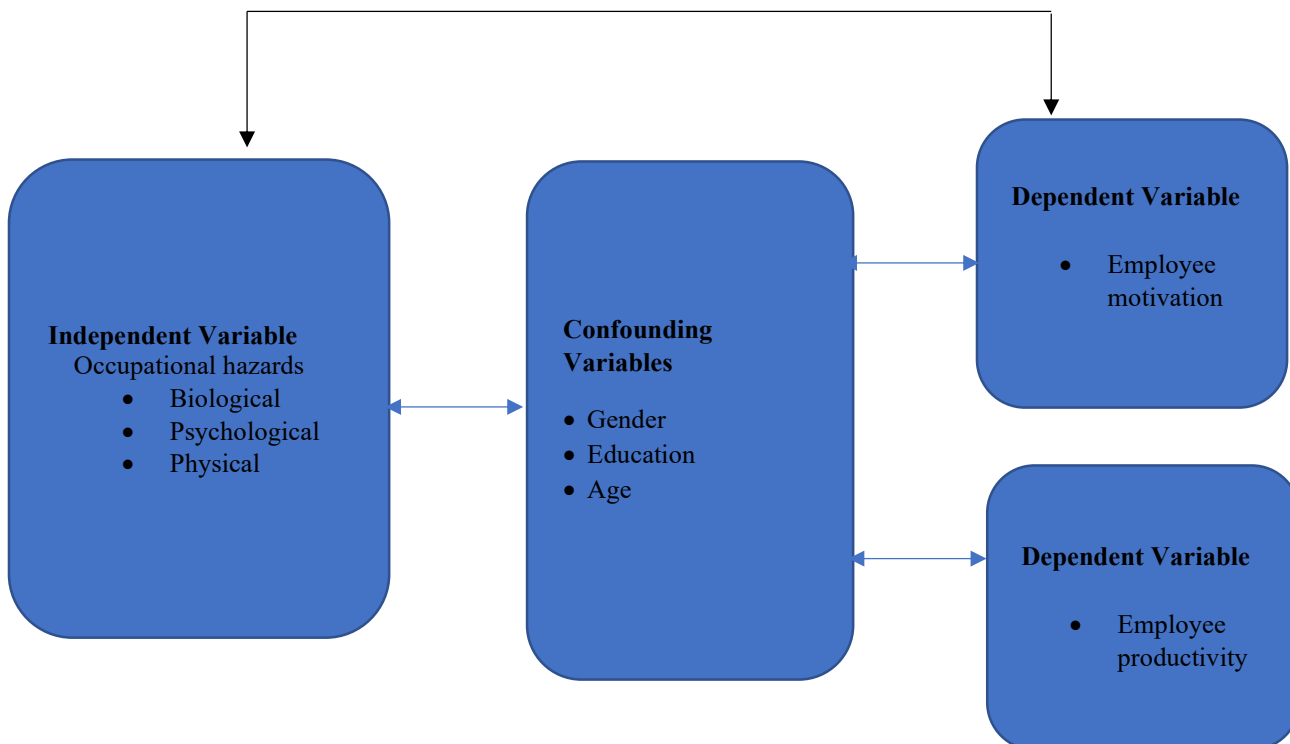 Independent Variable
Occupational hazards
• Biological
• Psychological
• Physical
Confounding
Variables
• Gender
• Education
• Age
Dependent Variable
• Employee
motivation
Dependent Variable
• Employee
productivity